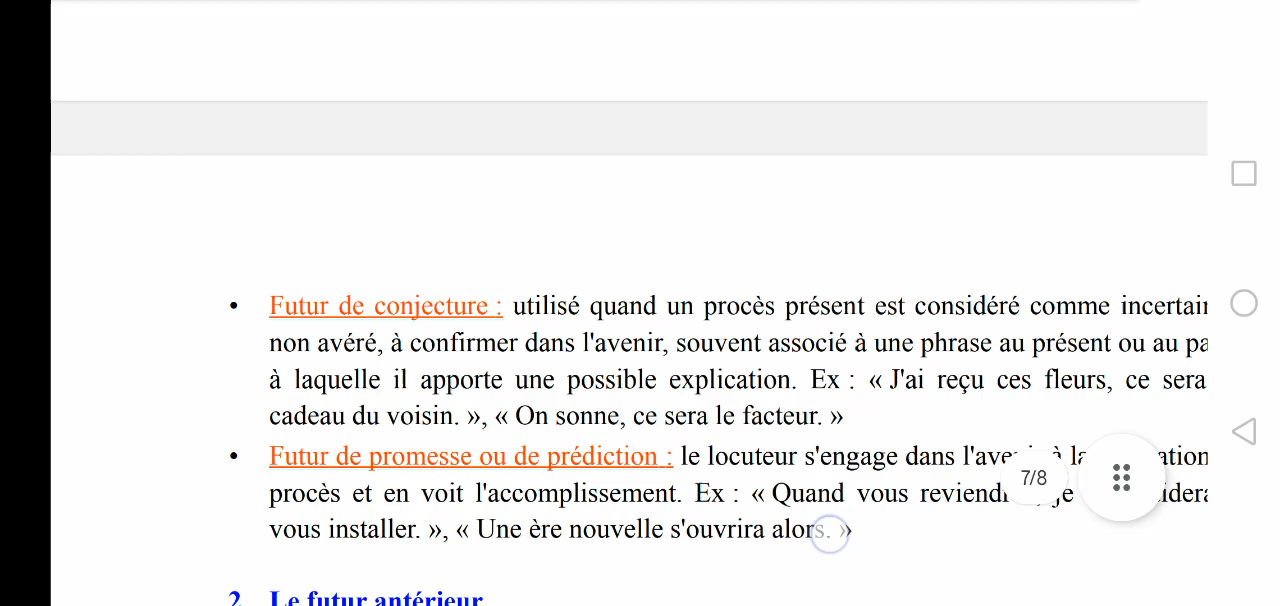 • Futur de conjecture : utilisé quand un procès présent est considéré comme incertain
non avéré, à confirmer dans l'avenir, souvent associé à une phrase au présent ou au
à laquelle il apporte une possible explication. Ex : « J'ai reçu ces fleurs, ce sera
cadeau du voisin. », « On sonne, ce sera le facteur. »
• Futur de promesse ou de prédiction : le locuteur s'engage dans à
procès et en voit l'accomplissement. Ex : « Quand vous je
7/8
vous installer. », « Une ère nouvelle s'ouvrira alors. »
2. Le futur antérieur